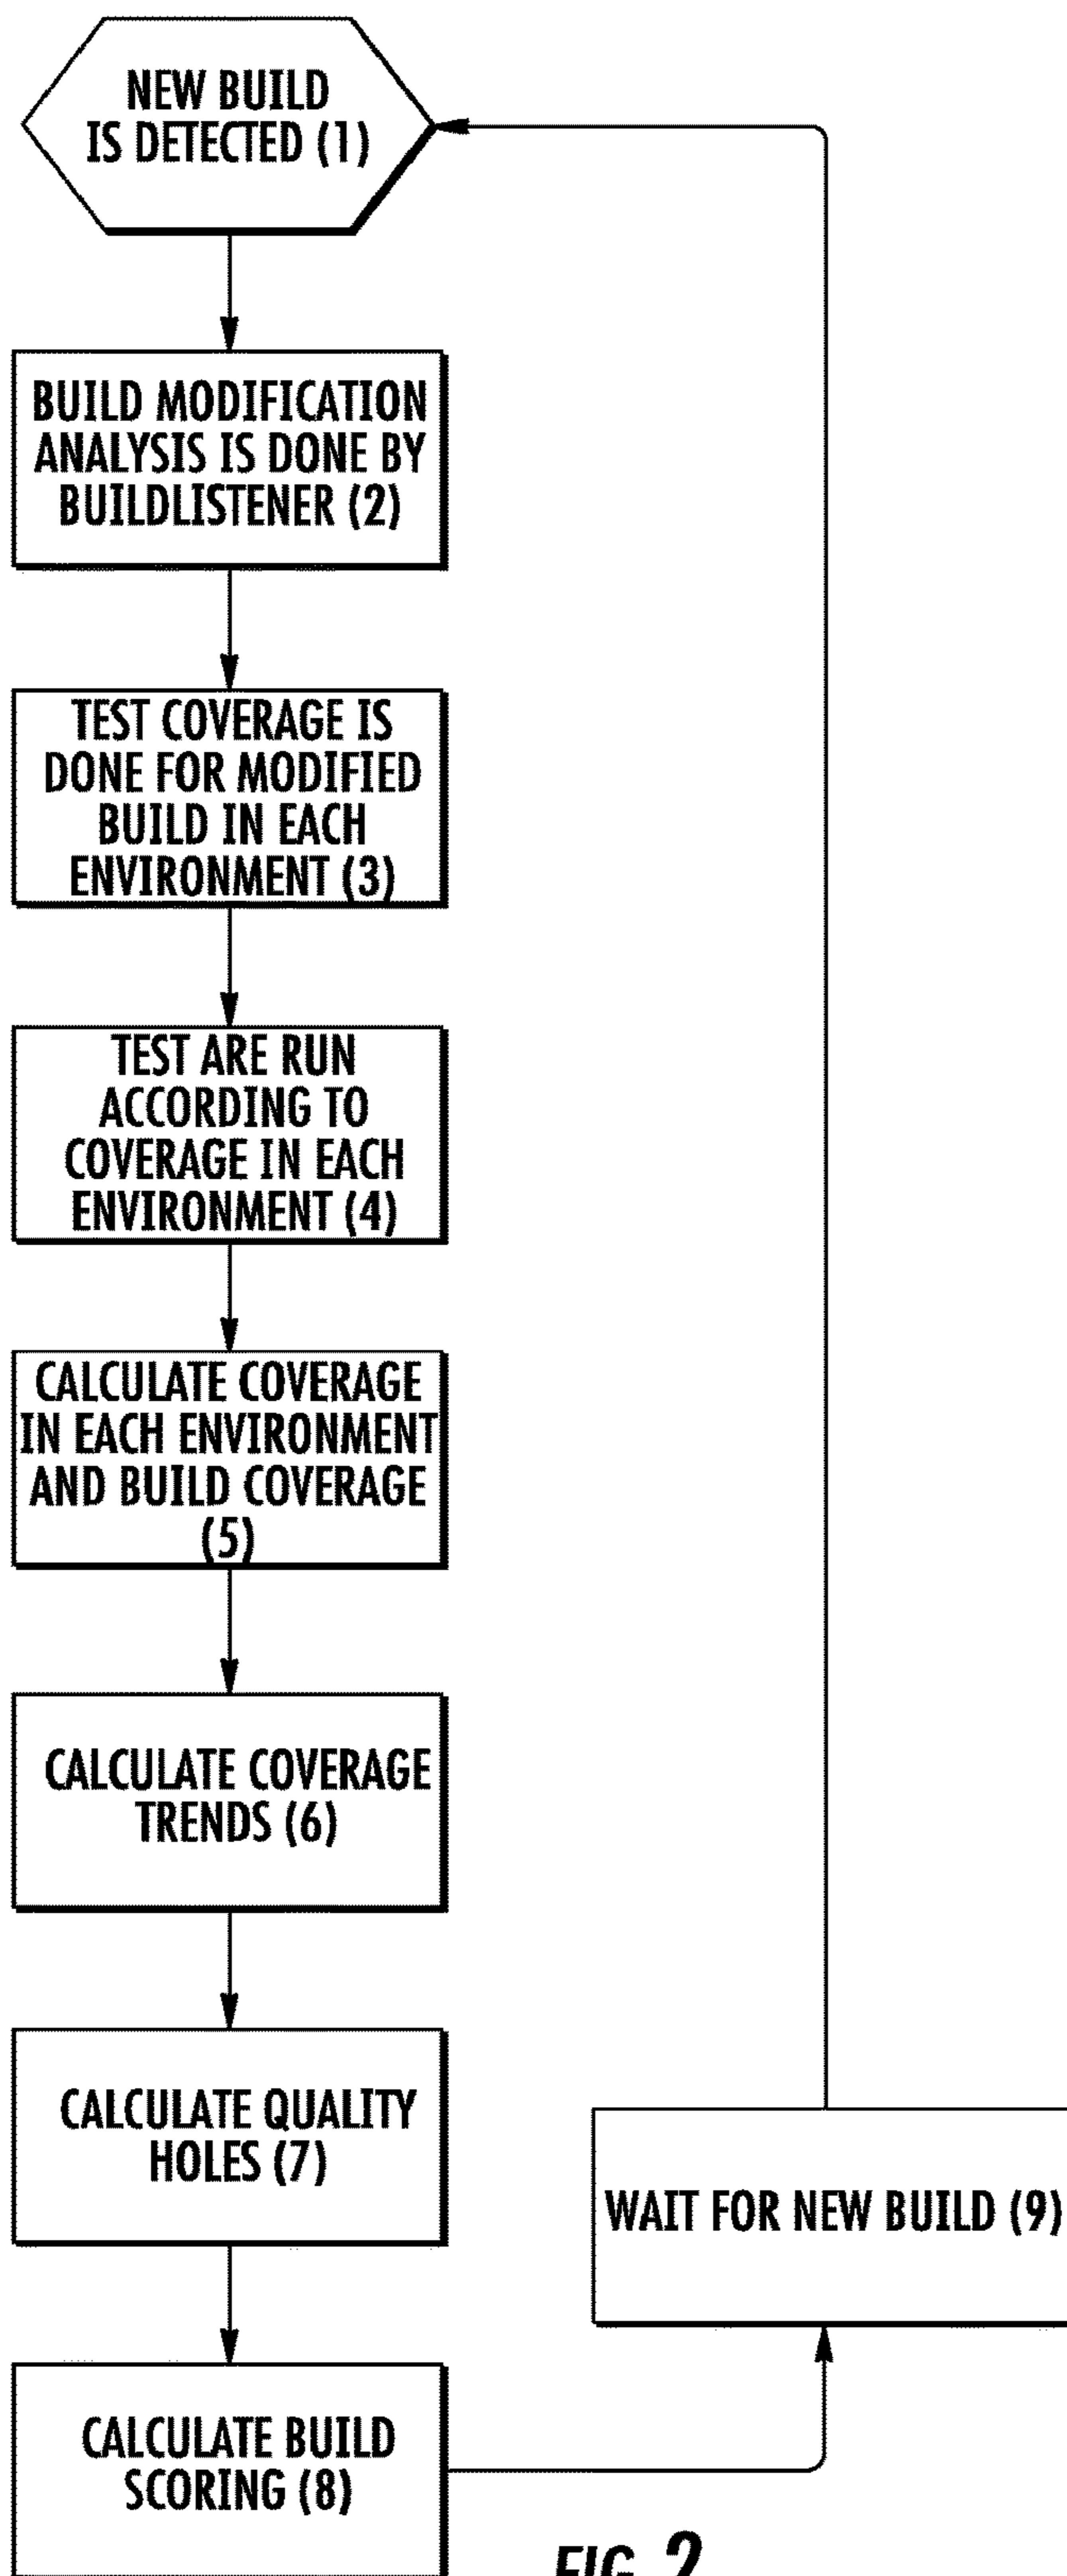 NEW BUILD
IS DETECTED (1)
BUILD MODIFICATION
ANALYSIS IS DONE BY
BUILDLISTENER (2)
TEST COVERAGE IS
DONE FOR MODIFIED
BUILD IN EACH
ENVIRONMENT (3)
TEST ARE RUN
ACCORDING TO
COVERAGE IN EACH
ENVIRONMENT (4)
CALCULATE COVERAGE
IN EACH ENVIRONMENT
AND BUILD COVERAGE
(5)
CALCULATE COVERAGE
TRENDS (6)
CALCULATE QUALITY
HOLES (7)
WAIT FOR NEW BUILD (9)
CALCULATE BUILD
SCORING (8)
FIG. 2